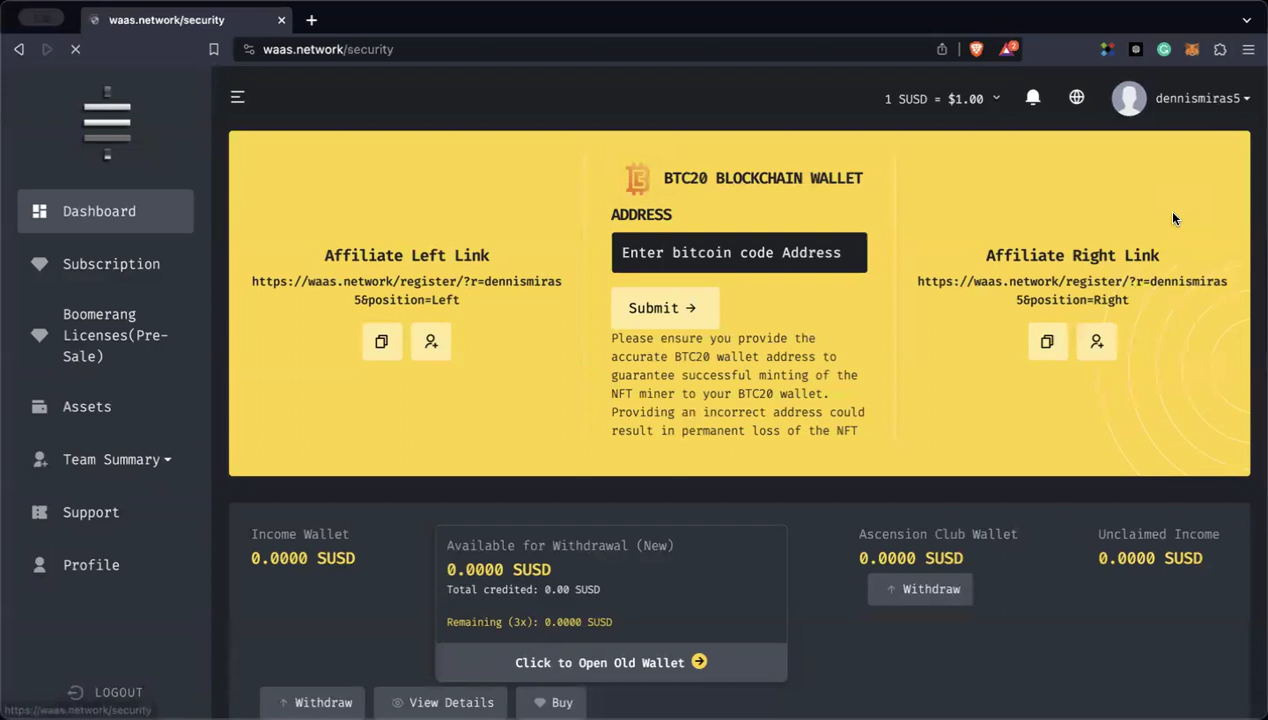 waas.network/security
waas.network/security
2
1 SUSD = $1.00
dennismiras5
Dashboard
Subscription
Boomerang
Licenses(Pre-
Sale)
Assets
Team Summary
Support
Profile
LOGOUT
https://waas.network/security
Affiliate Left Link
https://waas.network/register/?r=dennismiras
5&position=Left
BTC20 BLOCKCHAIN WALLET
ADDRESS
Enter bitcoin code Address
Submit →
Please ensure you provide the
accurate BTC20 wallet address to
guarantee successful minting of the
NFT miner to your BTC20 wallet.
Providing an incorrect address could
result in permanent loss of the NFT
Affiliate Right Link
https://waas.network/register/?r=dennismiras
5&position=Right
Income Wallet
0.0000 SUSD
Available for Withdrawal (New)
0.0000 SUSD
Total credited: 0.00 SUSD
Remaining (3x): 0.0000 SUSD
Click to Open Old Wallet
Ascension Club Wallet
0.0000 SUSD
↑ Withdraw
Unclaimed Income
0.0000 SUSD
↑ Withdraw
View Details
Buy